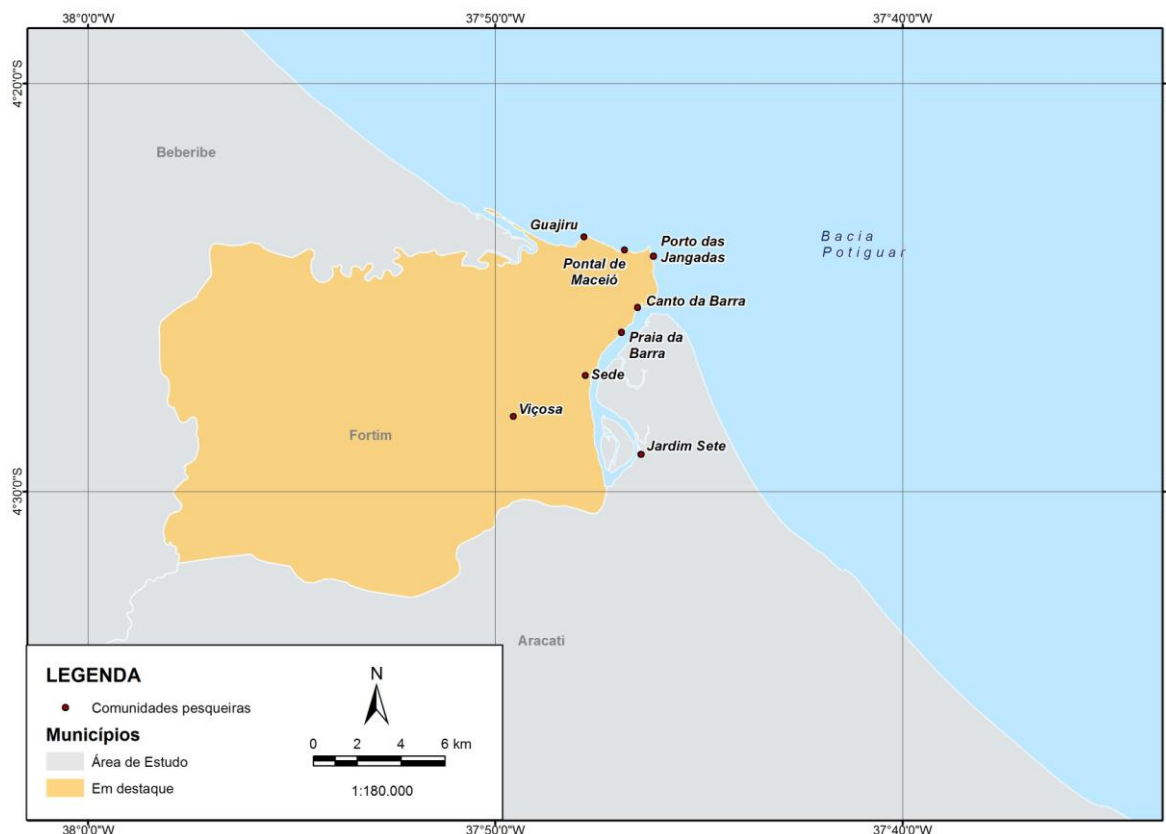 38°0'0"W
37°50'0"W
37°40'0"W
4°20'0"S
Beberibe
Guajiru
Porto das
Jangadas
Pontal de
Maceió
Bacia
Potiguar
Canto da Barra
Praia da
Barra
Sede
Viçosa
Fortim
Jardim Sete
4°30'0"S
Aracati
LEGENDA
Comunidades pesqueiras
Municípios
Área de Estudo
Em destaque
N
0 2 4 6 km
1:180.000
38°0'0"W
37°50'0"W
37°40'0"W